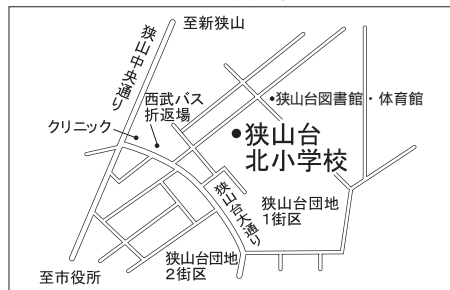 至新狭山
狭山中央通り
西武バス
折返場
クリニック
狭山台図書館・体育館
狭山台
北小学校
狭山台大通り
狭山台団地
1街区
狭山台団地
2街区
至市役所